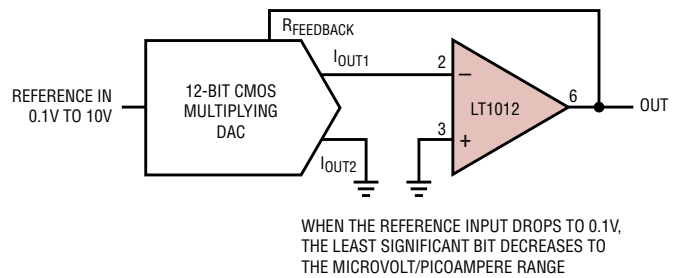 RFEEDBACK
IOUT1
2
–
REFERENCE IN
0.1V TO 10V
12-BIT CMOS
MULTIPLYING
DAC
LT1012
6
OUT
3
+
IOUT2
WHEN THE REFERENCE INPUT DROPS TO 0.1V,
THE LEAST SIGNIFICANT BIT DECREASES TO
THE MICROVOLT/PICOAMPERE RANGE